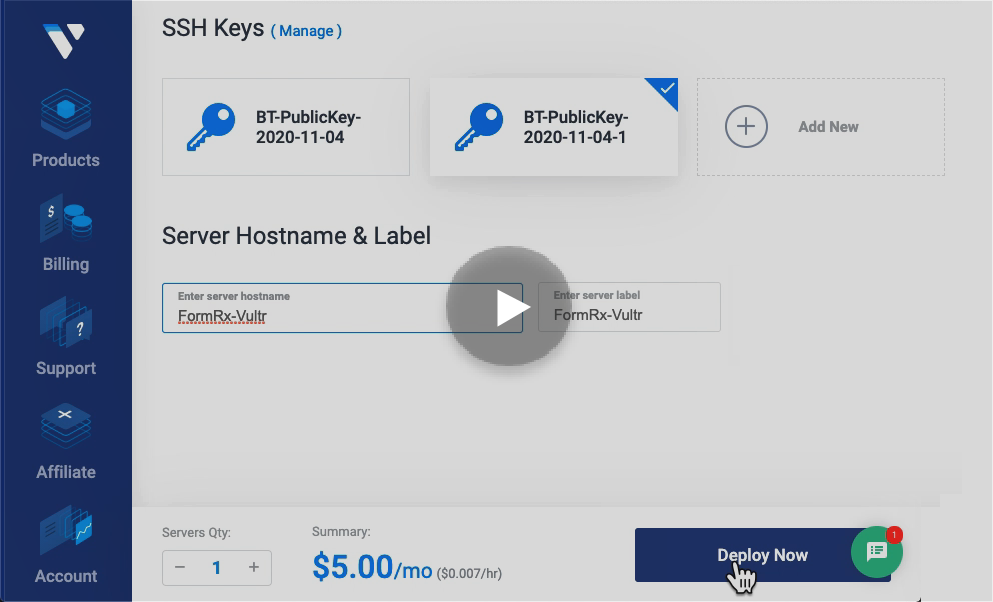 SSH Keys ( Manage )
BT-PublicKey-
2020-11-04
BT-PublicKey-
2020-11-04-1
Add New
Products
$
Billing
?
Support
Affiliate
Account
Server Hostname & Label
Enter server hostname
FormRx-Vultr
Enter server label
FormRx-Vultr
Servers Qty:
− 1 +
Summary:
$5.00/mo ($0.007/hr)
Deploy Now
1